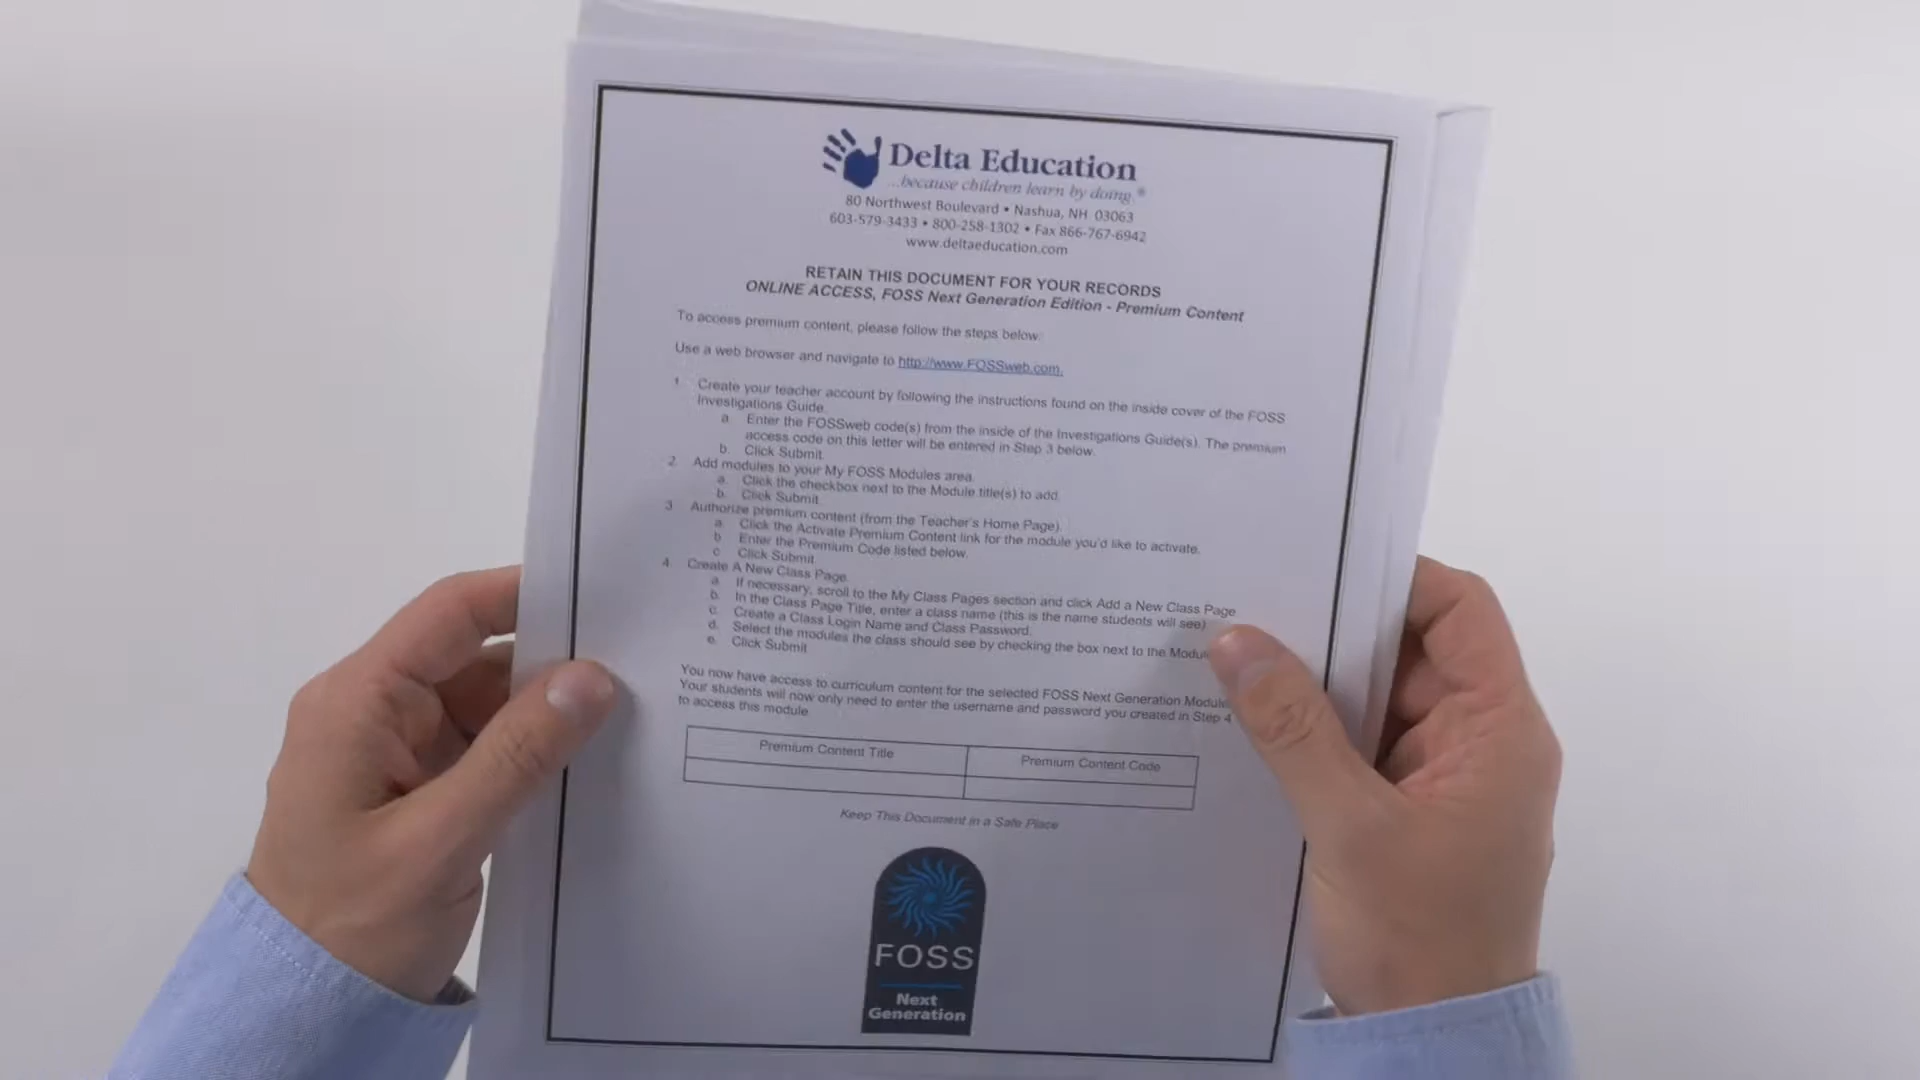 Delta Education
...because children learn by doing.®
80 Northwest Boulevard • Nashua, NH 03063
603-579-3433 • 800-258-1302 • Fax 866-767-6942
www.deltaeducation.com
RETAIN THIS DOCUMENT FOR YOUR RECORDS
ONLINE ACCESS, FOSS Next Generation Edition - Premium Content
To access premium content, please follow the steps below.
Use a web browser and navigate to http://www.FOSSweb.com.
1. Create your teacher account by following the instructions found on the inside cover of the FOSS
Investigations Guide.
a. Enter the FOSSweb code(s) from the inside of the Investigations Guide(s). The premium
access code on this letter will be entered in Step 3 below.
b. Click Submit.
2. Add modules to your My FOSS Modules area.
a. Click the checkbox next to the Module title(s) to add.
b. Click Submit.
3. Authorize premium content (from the Teacher's Home Page).
a. Click the Activate Premium Content link for the module you'd like to activate.
b. Enter the Premium Code listed below.
c. Click Submit.
4. Create A New Class Page.
a. If necessary, scroll to the My Class Pages section and click Add a New Class Page
b. In the Class Page Title, enter a class name (this is the name students will see)
c. Create a Class Login Name and Class Password.
d. Select the modules the class should see by checking the box next to the
e. Click Submit
You now have access to curriculum content for the selected FOSS Next Generation
Your students will now only need to enter the username and password you created in Step 4
to access this module
Premium Content Title Premium Content Code
Keep This Document in a Safe Place
FOSS
Next
Generation